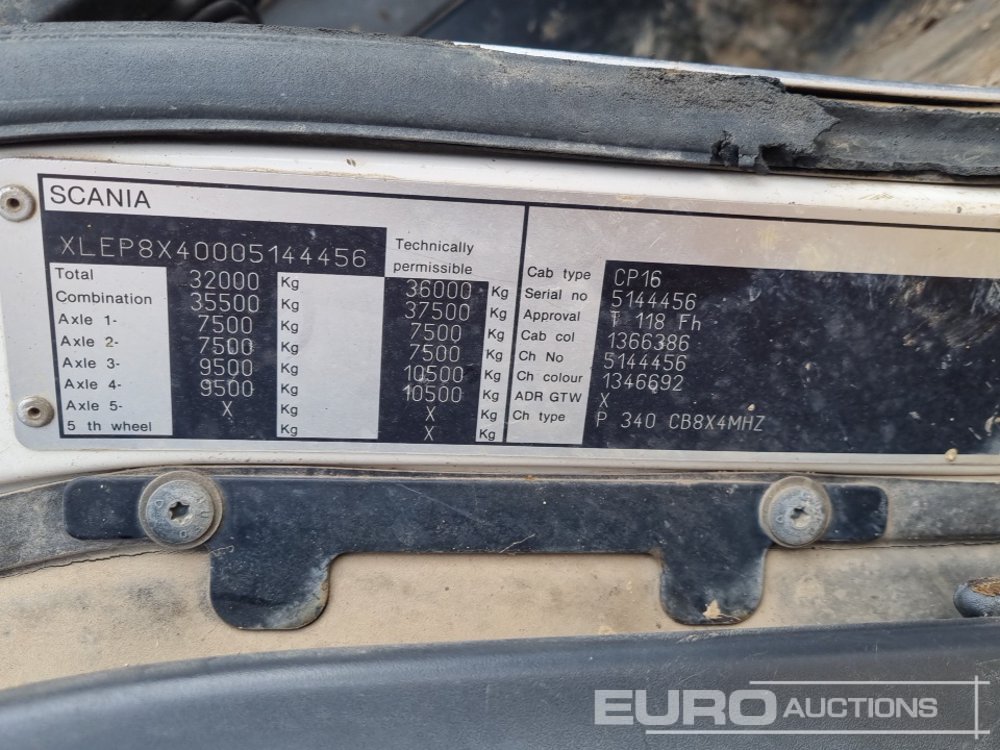 SCANIA
XLEP8X40005144456
Technically
permissible
Total 32000 Kg 36000 Kg
Combination 35500 Kg 37500 Kg
Axle 1- 7500 Kg 7500 Kg
Axle 2- 7500 Kg 7500 Kg
Axle 3- 9500 Kg 10500 Kg
Axle 4- 9500 Kg 10500 Kg
Axle 5- X Kg X Kg
5 th wheel Kg X Kg
Cab type CP16
Serial no 5144456
Approval T 118 Fh
Cab col 1366386
Ch No 5144456
Ch colour 1346692
ADR GTW X
Ch type P 340 CB8X4MHZ
EURO AUCTIONS